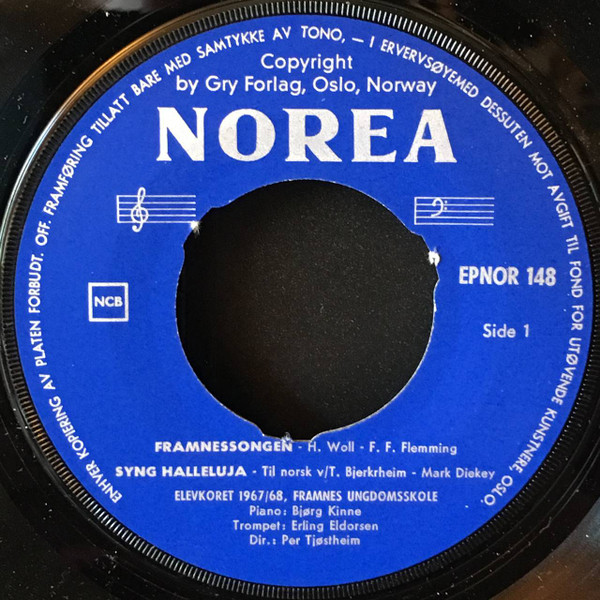 ENHVER KOPIERING AV PLATEN FORBUDT. OFF. FRAMFØRING TILLATT BARE MED SAMTYKKE AV TONO, — I ERVERVSØYEMED DESSUTEN MOT AVGIFT TIL FOND FOR UTØVENDE KUNSTNERE, OSLO.
Copyright
by Gry Forlag, Oslo, Norway
NOREA
EPNOR 148
NCB
Side 1
FRAMNESSONGEN - H. Woll - F. F. Flemming
SYNG HALLELUJA - Til norsk v/T. Bjerkrheim - Mark Diekey
ELEVKORET 1967/68, FRAMNES UNGDOMSSKOLE
Piano: Bjørg Kinne
Trompet: Erling Eldorsen
Dir.: Per Tjøstheim